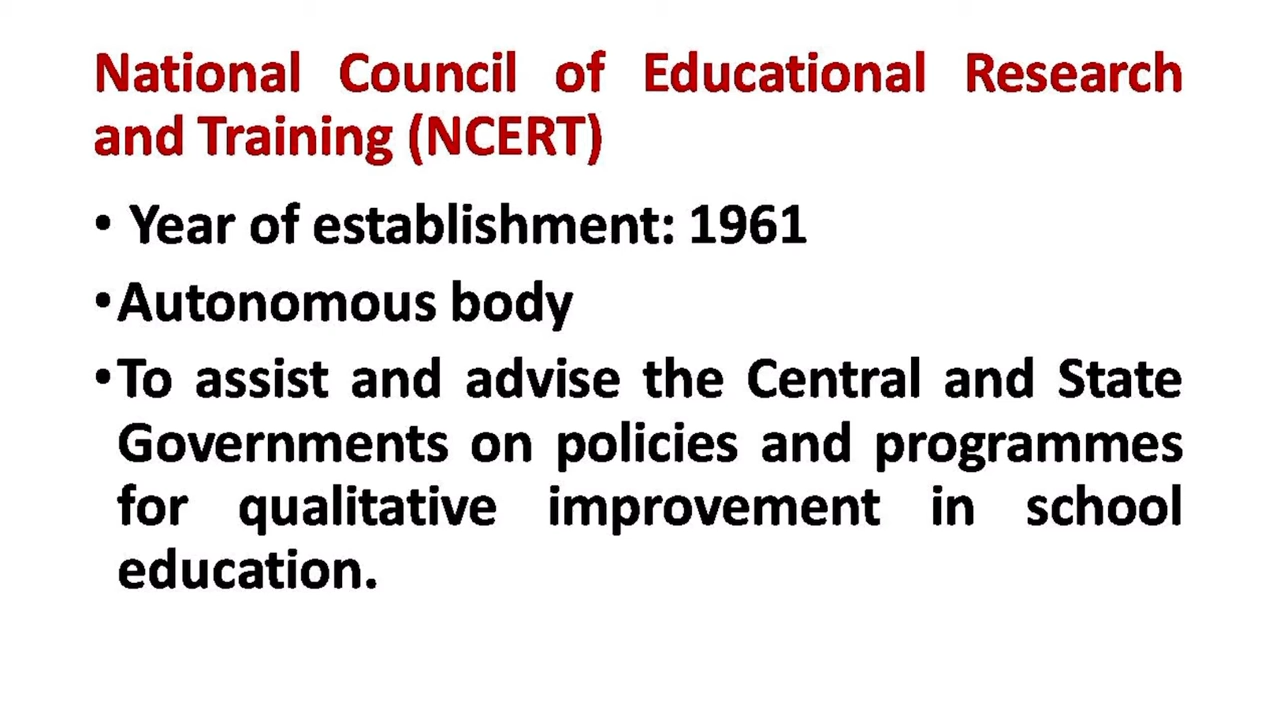 National Council of Educational Research
and Training (NCERT)
• Year of establishment: 1961
•Autonomous body
•To assist and advise the Central and State
Governments on policies and programmes
for qualitative improvement in school
education.